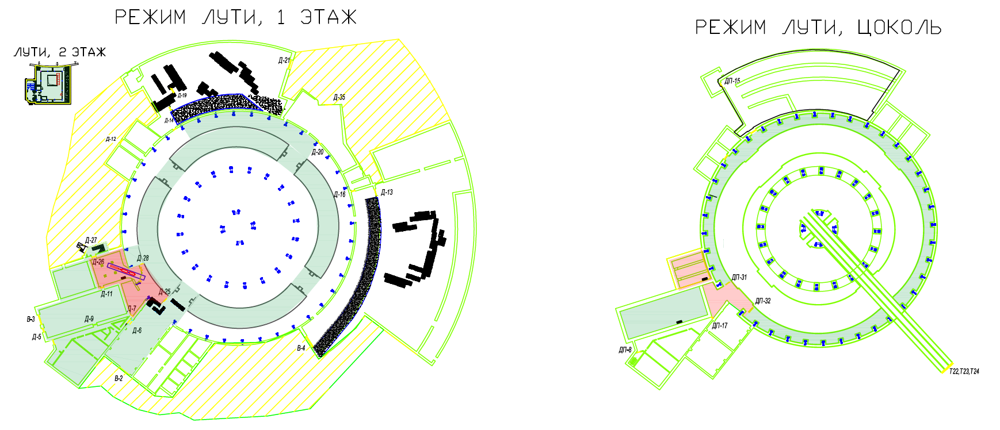 РЕЖИМ ЛУТИ, 1 ЭТАЖ
РЕЖИМ ЛУТИ, ЦОКОЛЬ
ЛУТИ, 2 ЭТАЖ
Д-21
Д-19
Д-35
Д-14
Д-12
Д-20
Д-16
Д-13
Д-27
Д-28
Д-26
Д-25
Д-11
Д-7
Д-9
Д-6
В-3
Д-5
В-4
В-2
ДП-15
ДП-31
ДП-32
ДП-17
ДП-8
Т22,Т23,Т24